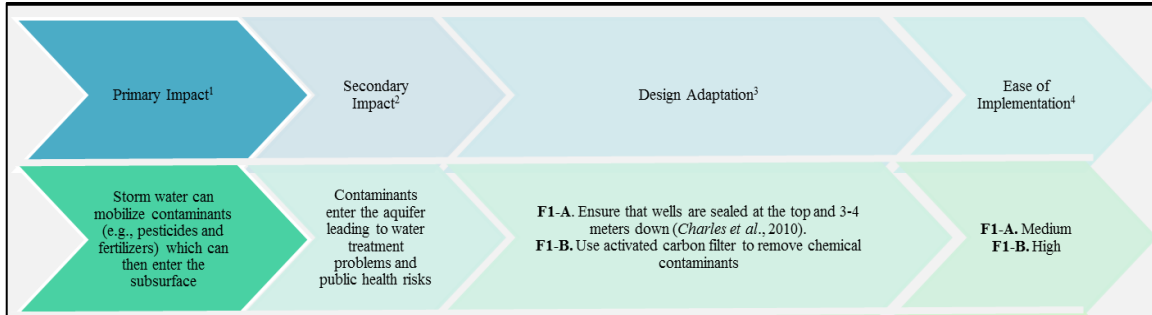 Primary Impact¹
Secondary
Impact²
Design Adaptation³
Ease of
Implementation⁴
Storm water can
mobilize contaminants
(e.g., pesticides and
fertilizers) which can
then enter the
subsurface
Contaminants
enter the aquifer
leading to water
treatment
problems and
public health risks
F1-A. Ensure that wells are sealed at the top and 3-4
meters down (Charles et al., 2010).
F1-B. Use activated carbon filter to remove chemical
contaminants
F1-A. Medium
F1-B. High